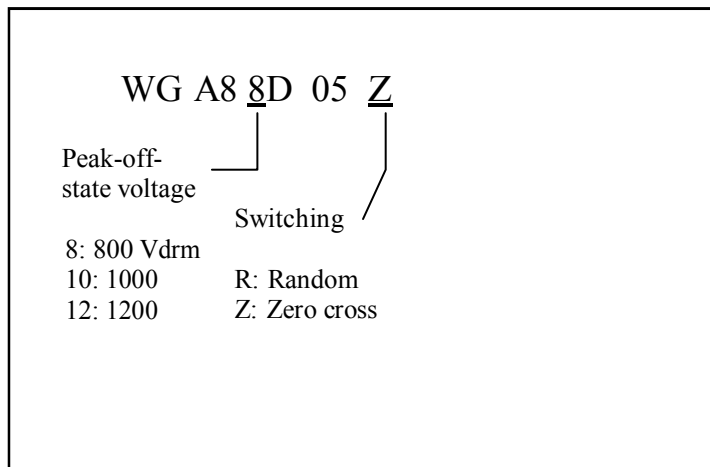 WG A8 8D 05 Z
Peak-off-
state voltage
8: 800 Vdrm
10: 1000
12: 1200
Switching
R: Random
Z: Zero cross